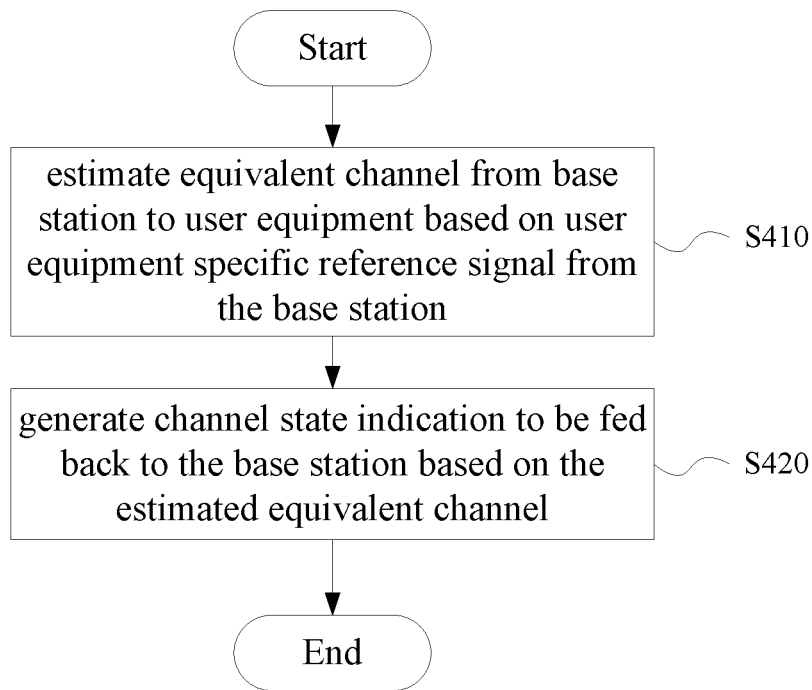 Start
estimate equivalent channel from base
station to user equipment based on user
equipment specific reference signal from
the base station
S410
generate channel state indication to be fed
back to the base station based on the
estimated equivalent channel
S420
End